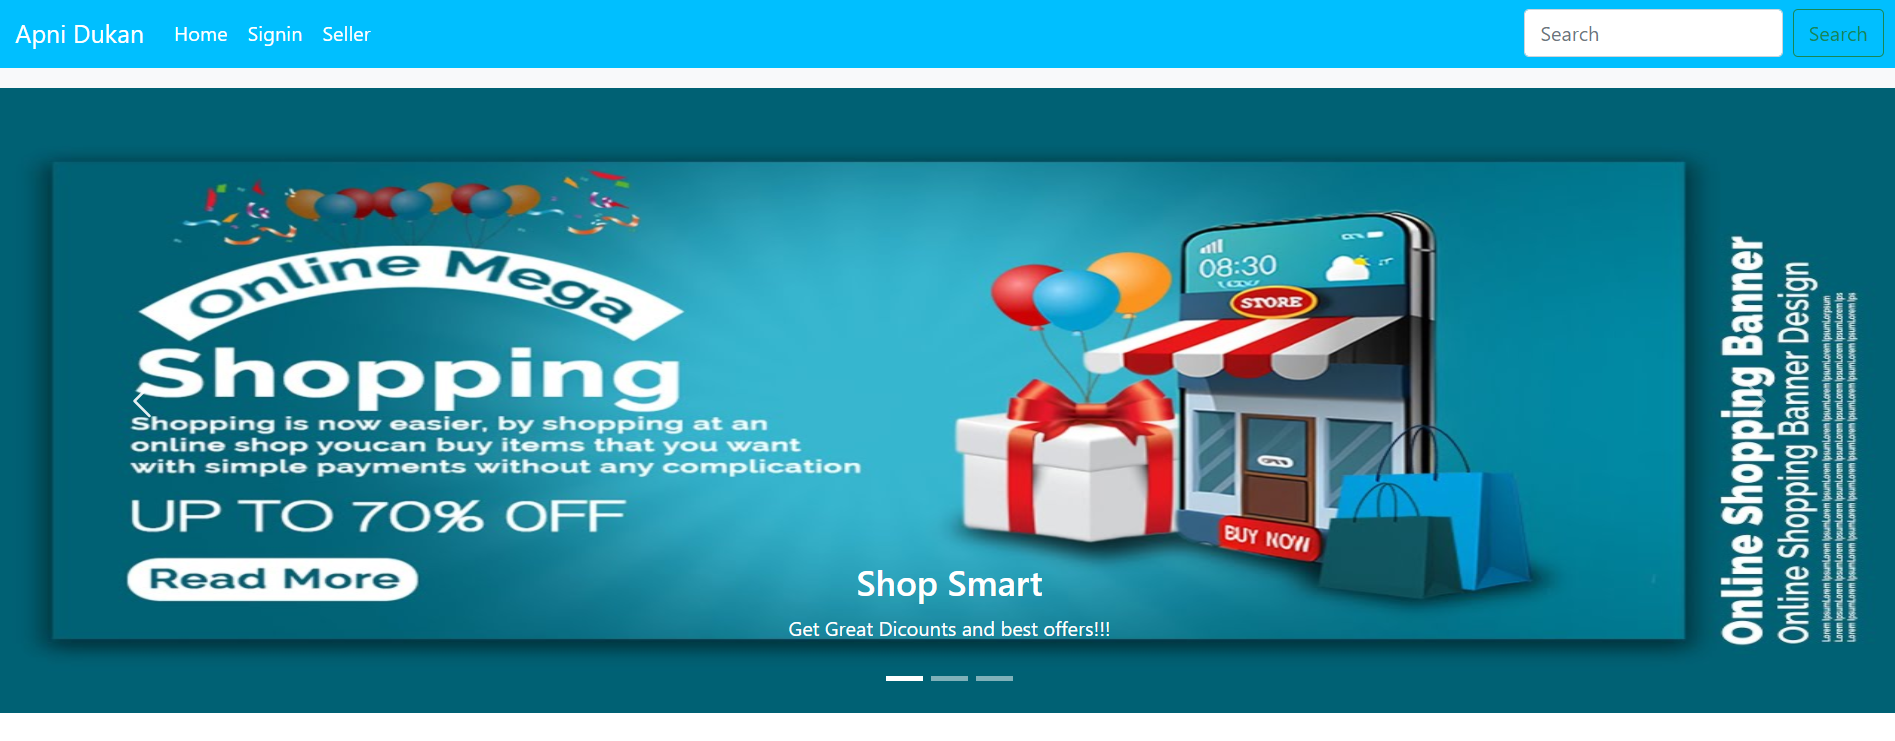 Apni Dukan Home Signin Seller Search Search
Online Mega
Shopping
Shopping is now easier, by shopping at an
online shop youcan buy items that you want
with simple payments without any complication
UP TO 70% OFF
Read More
08:30
STORE
BUY NOW
Shop Smart
Get Great Dicounts and best offers!!!
Online Shopping Banner
Online Shopping Banner Design